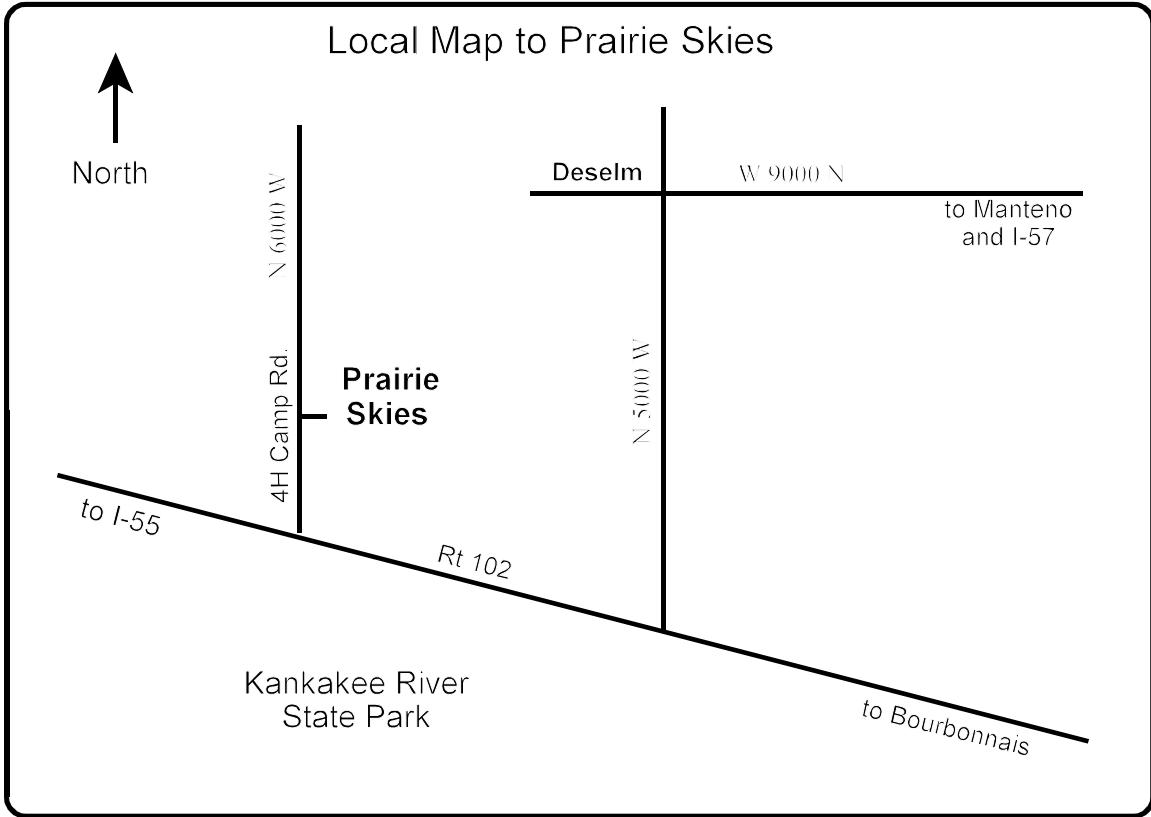 Local Map to Prairie Skies
North
Deselm
W 9000 N
to Manteno
and I-57
N 6000 W
4H Camp Rd.
Prairie
Skies
N 5000 W
to I-55
Rt 102
Kankakee River
State Park
to Bourbonnais